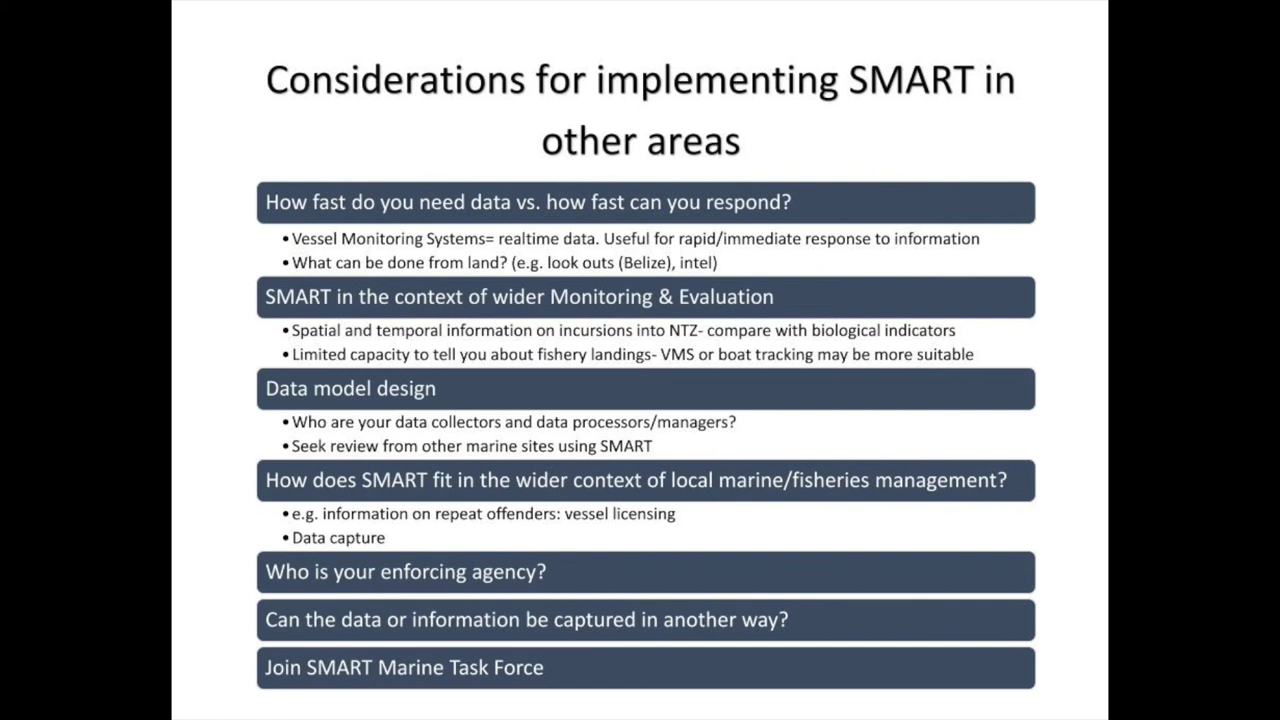 Considerations for implementing SMART in
other areas
How fast do you need data vs. how fast can you respond?
•Vessel Monitoring Systems= realtime data. Useful for rapid/immediate response to information
•What can be done from land? (e.g. look outs (Belize), intel)
SMART in the context of wider Monitoring & Evaluation
•Spatial and temporal information on incursions into NTZ- compare with biological indicators
•Limited capacity to tell you about fishery landings- VMS or boat tracking may be more suitable
Data model design
•Who are your data collectors and data processors/managers?
•Seek review from other marine sites using SMART
How does SMART fit in the wider context of local marine/fisheries management?
•e.g. information on repeat offenders: vessel licensing
•Data capture
Who is your enforcing agency?
Can the data or information be captured in another way?
Join SMART Marine Task Force